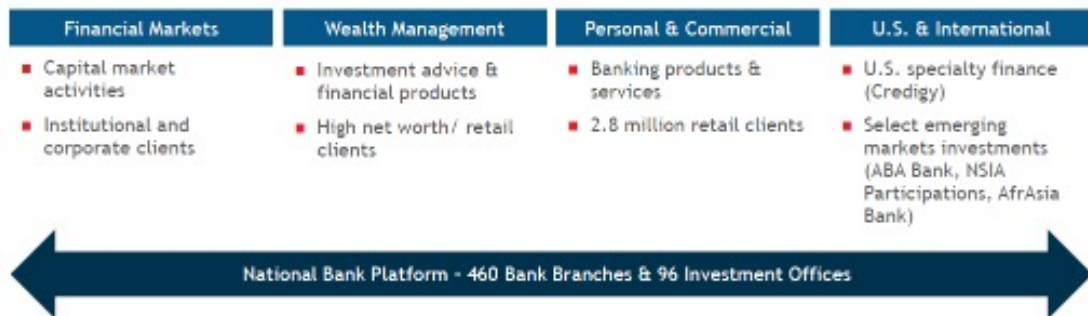 Financial Markets
Capital market
activities
Institutional and
corporate clients
Wealth Management
Investment advice &
financial products
High net worth/ retail
clients
Personal & Commercial
Banking products &
services
2.8 million retail clients
U.S. & International
U.S. specialty finance
(Credigy)
Select emerging
markets investments
(ABA Bank, NSIA
Participations, AfrAsia
Bank)
National Bank Platform - 460 Bank Branches & 96 Investment Offices